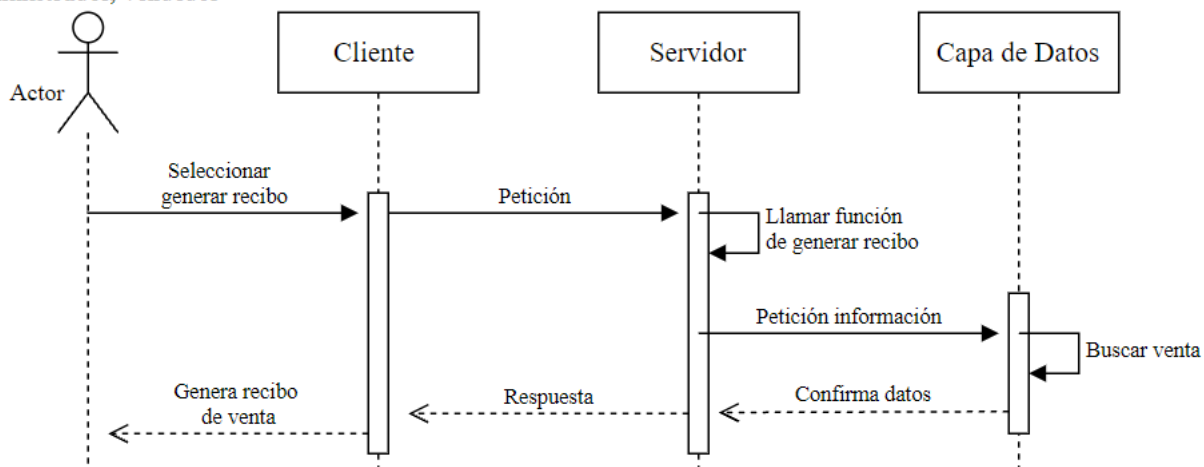 Cliente
Servidor
Capa de Datos
Actor
Seleccionar
generar recibo
Petición
Llamar función
de generar recibo
Petición información
Buscar venta
Genera recibo
de venta
Respuesta
Confirma datos